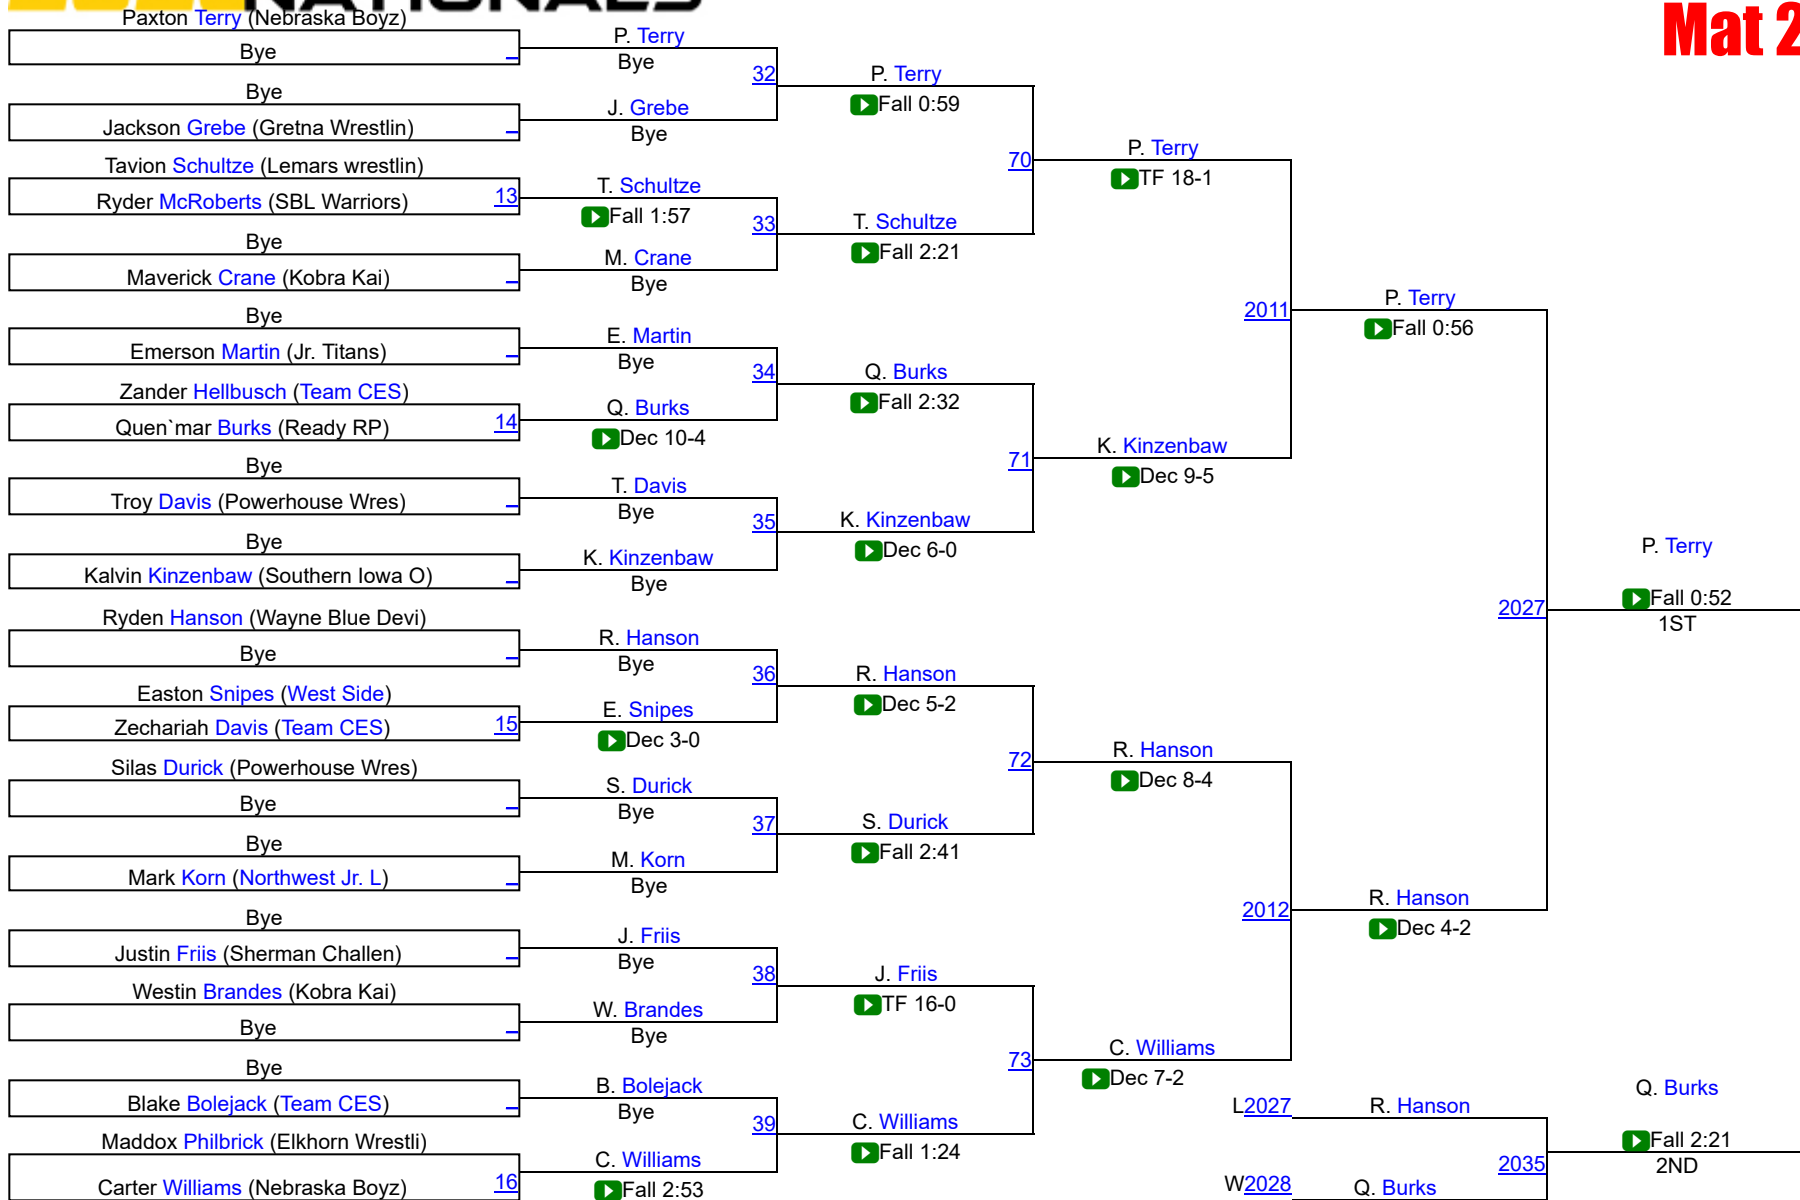 NATIONALS
Mat 2
Paxton Terry (Nebraska Boyz)
Bye
Bye
Jackson Grebe (Gretna Wrestlin)
Tavion Schultze (Lemars wrestlin)
Ryder McRoberts (SBL Warriors)
13
Bye
Maverick Crane (Kobra Kai)
Bye
Emerson Martin (Jr. Titans)
Zander Hellbusch (Team CES)
Quen`mar Burks (Ready RP)
14
Bye
Troy Davis (Powerhouse Wres)
Bye
Kalvin Kinzenbaw (Southern Iowa O)
Ryden Hanson (Wayne Blue Devi)
Bye
Easton Snipes (West Side)
Zechariah Davis (Team CES)
15
Silas Durick (Powerhouse Wres)
Bye
Bye
Mark Korn (Northwest Jr. L)
Bye
Justin Friis (Sherman Challen)
Westin Brandes (Kobra Kai)
Bye
Bye
Blake Bolejack (Team CES)
Maddox Philbrick (Elkhorn Wrestli)
Carter Williams (Nebraska Boyz)
16
P. Terry
Bye
32
J. Grebe
Bye
T. Schultze
Fall 1:57
33
M. Crane
Bye
E. Martin
Bye
34
Q. Burks
Dec 10-4
T. Davis
Bye
35
K. Kinzenbaw
Bye
R. Hanson
Bye
36
E. Snipes
Dec 3-0
S. Durick
Bye
37
M. Korn
Bye
J. Friis
Bye
38
W. Brandes
Bye
B. Bolejack
Bye
39
C. Williams
Fall 2:53
P. Terry
Fall 0:59
70
T. Schultze
Fall 2:21
Q. Burks
Fall 2:32
71
K. Kinzenbaw
Dec 6-0
R. Hanson
Dec 5-2
72
S. Durick
Fall 2:41
J. Friis
TF 16-0
73
C. Williams
Fall 1:24
P. Terry
TF 18-1
2011
K. Kinzenbaw
Dec 9-5
R. Hanson
Dec 8-4
2012
C. Williams
Dec 7-2
P. Terry
Fall 0:56
2027
R. Hanson
Dec 4-2
P. Terry
Fall 0:52
1ST
L2027
R. Hanson
2035
W2028
Q. Burks
Q. Burks
Fall 2:21
2ND